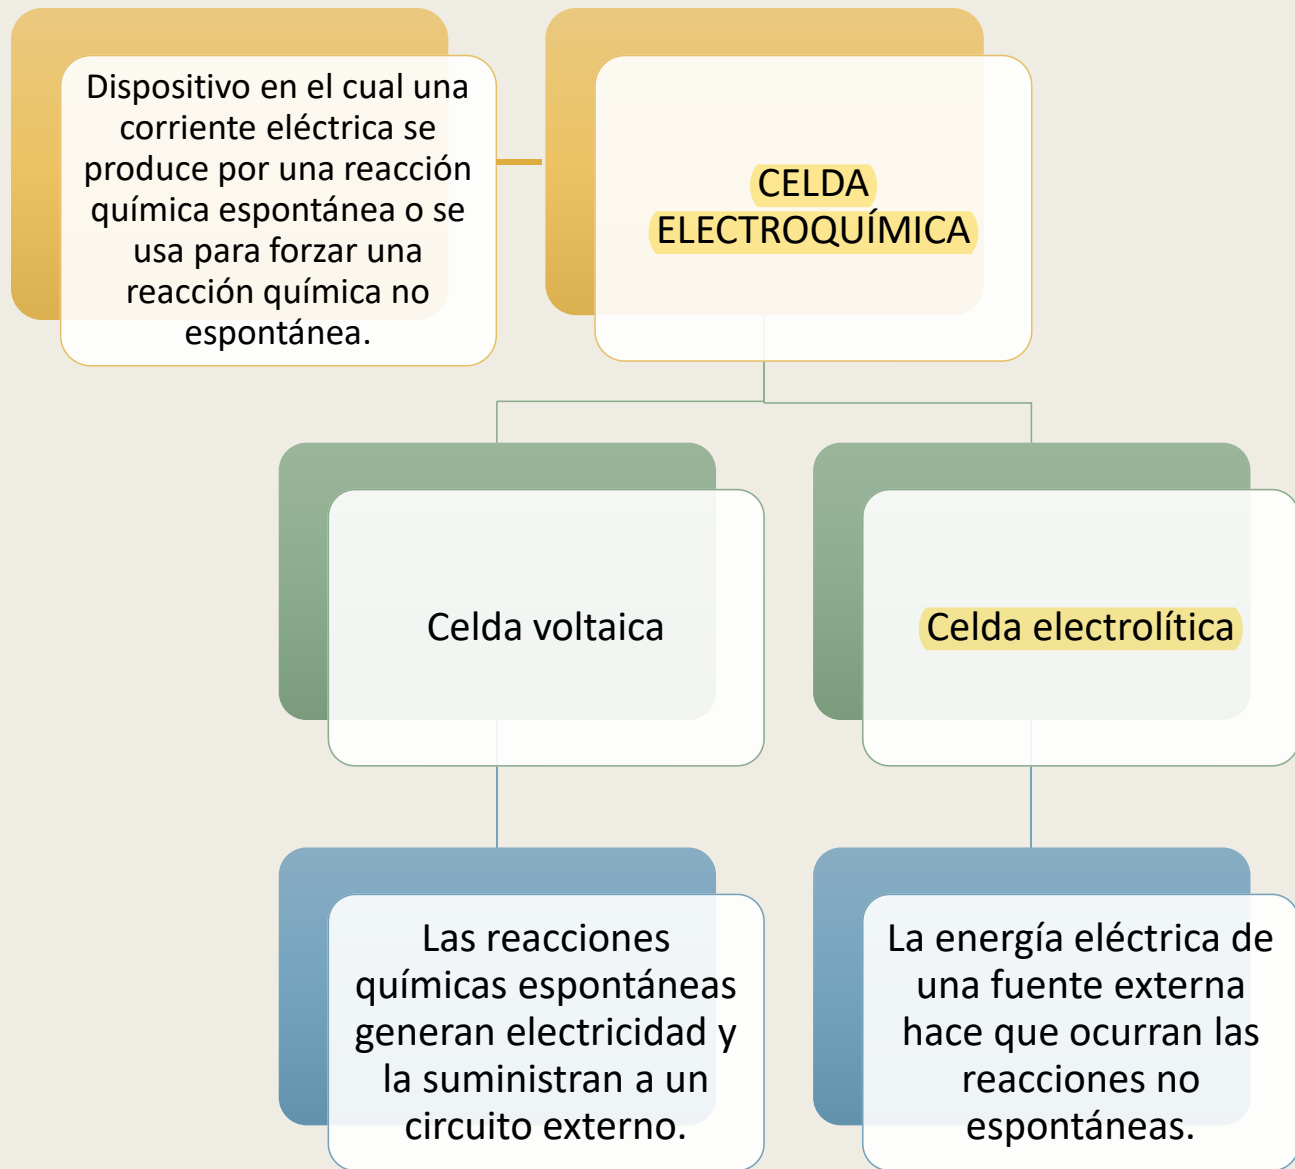 Dispositivo en el cual una
corriente eléctrica se
produce por una reacción
química espontánea o se
usa para forzar una
reacción química no
espontánea.
CELDA
ELECTROQUÍMICA
Celda voltaica
Celda electrolítica
Las reacciones
químicas espontáneas
generan electricidad y
la suministran a un
circuito externo.
La energía eléctrica de
una fuente externa
hace que ocurran las
reacciones no
espontáneas.